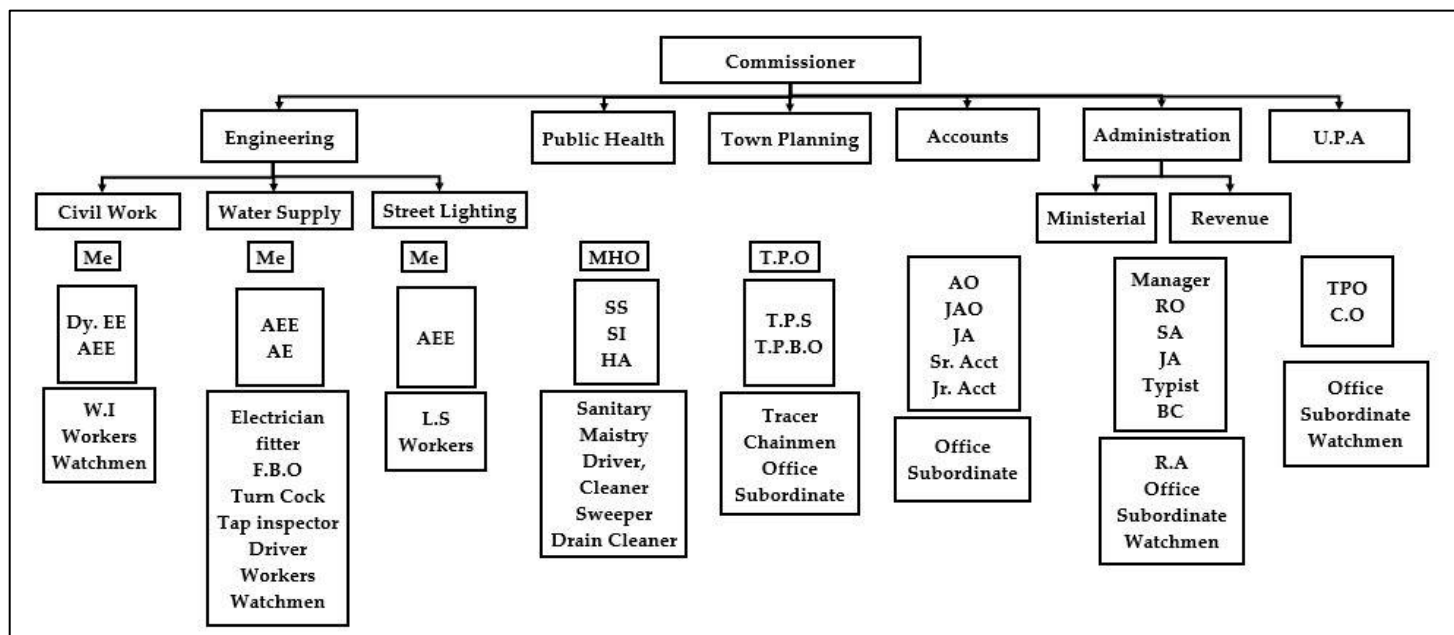 Commissioner
Engineering
Public Health
Town Planning
Accounts
Administration
U.P.A
Civil Work
Water Supply
Street Lighting
Ministerial
Revenue
Me
Me
Me
MHO
T.P.O
Dy. EE
AEE
AEE
AE
AEE
SS
SI
HA
T.P.S
T.P.B.O
AO
JAO
JA
Sr. Acct
Jr. Acct
Manager
RO
SA
JA
Typist
BC
TPO
C.O
W.I
Workers
Watchmen
Electrician
fitter
F.B.O
Turn Cock
Tap inspector
Driver
Workers
Watchmen
L.S
Workers
Sanitary
Maistry
Driver,
Cleaner
Sweeper
Drain Cleaner
Tracer
Chainmen
Office
Subordinate
Office
Subordinate
R.A
Office
Subordinate
Watchmen
Office
Subordinate
Watchmen